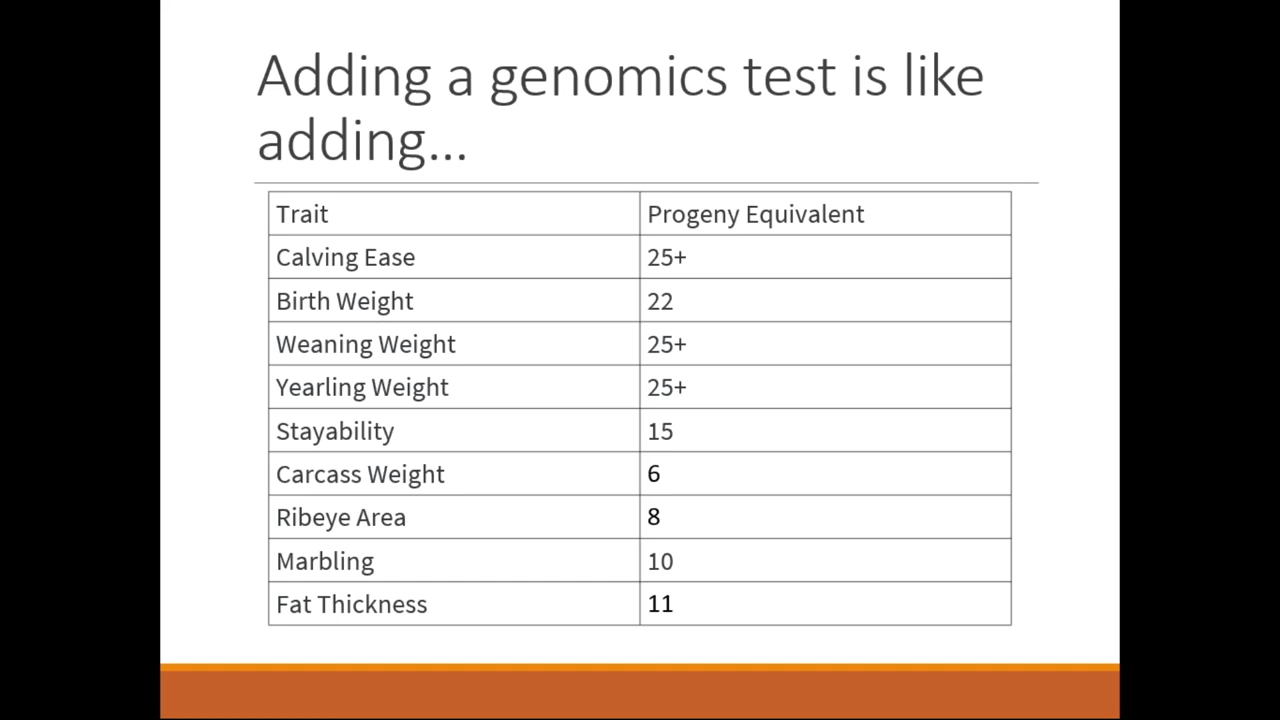 Adding a genomics test is like
adding...
Trait Progeny Equivalent
Calving Ease 25+
Birth Weight 22
Weaning Weight 25+
Yearling Weight 25+
Stayability 15
Carcass Weight 6
Ribeye Area 8
Marbling 10
Fat Thickness 11